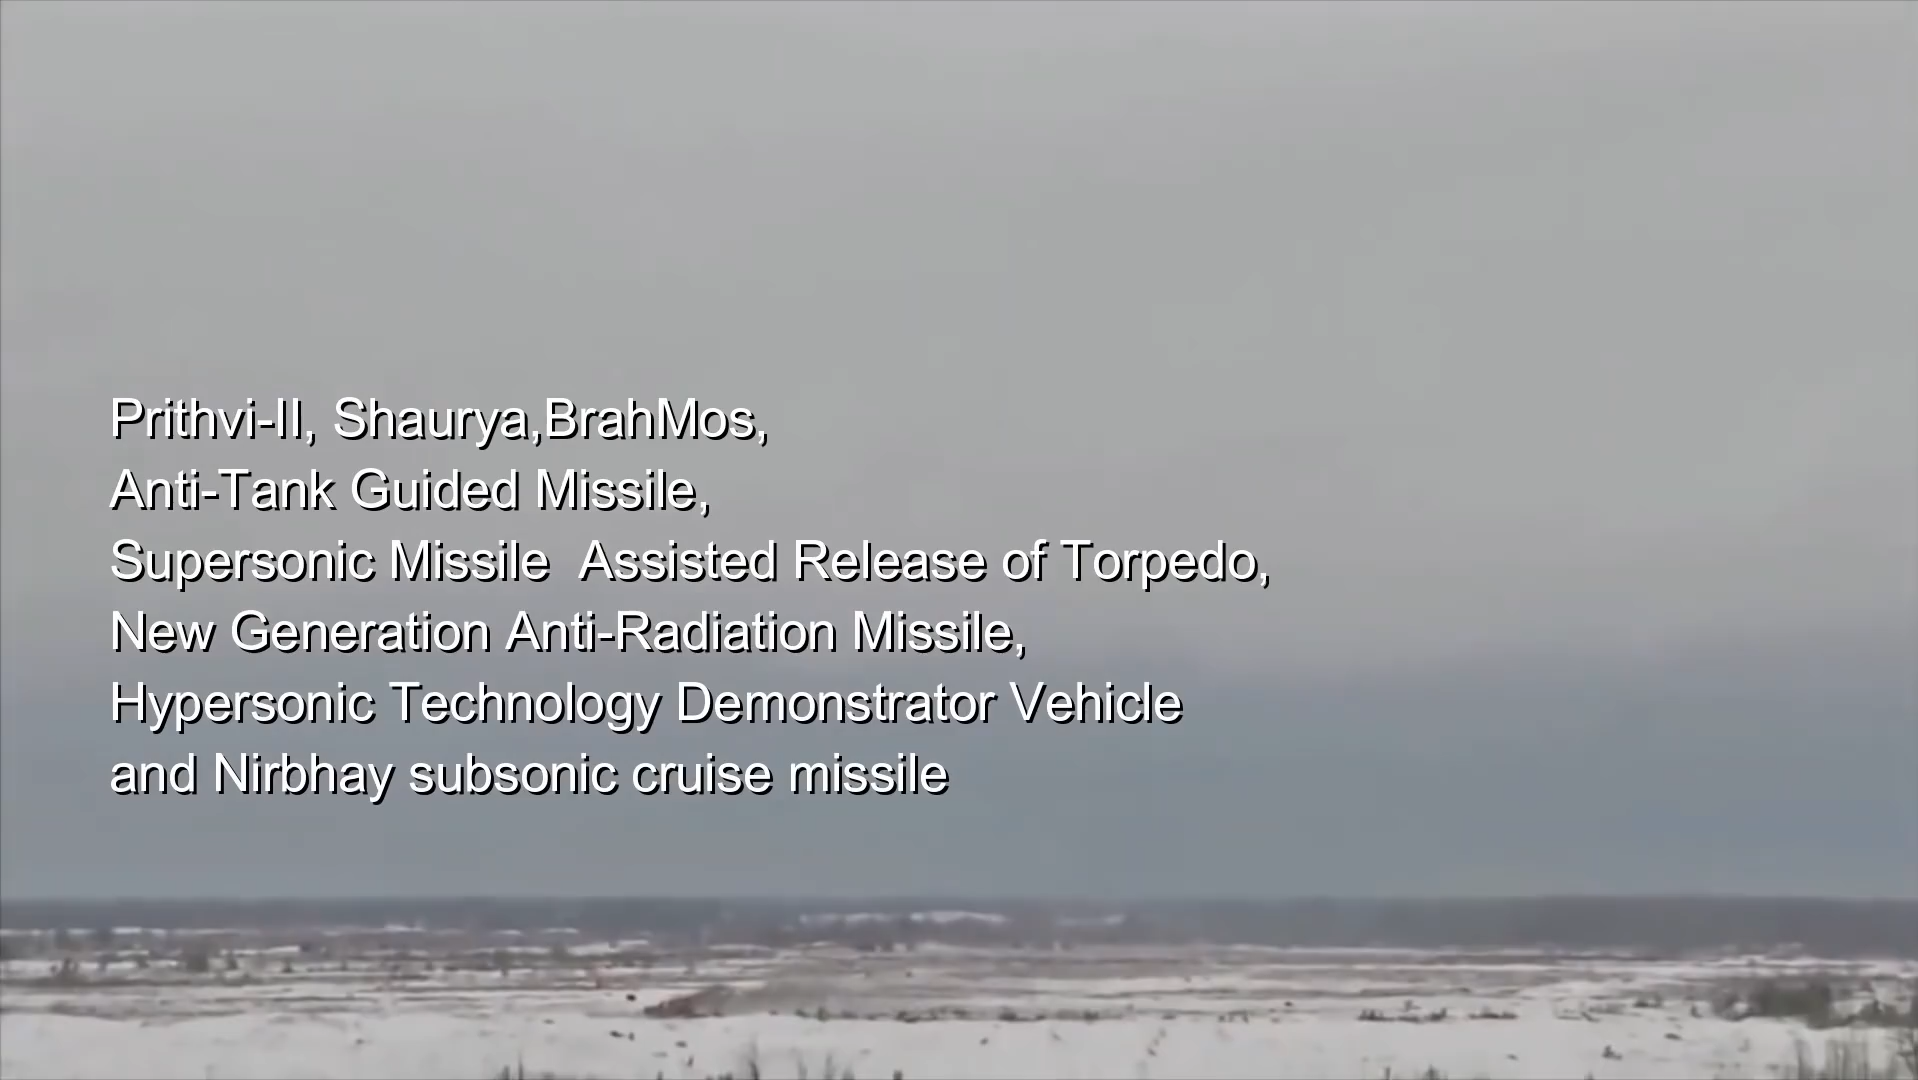 Prithvi-II, Shaurya,BrahMos,
Anti-Tank Guided Missile,
Supersonic Missile  Assisted Release of Torpedo,
New Generation Anti-Radiation Missile,
Hypersonic Technology Demonstrator Vehicle
and Nirbhay subsonic cruise missile